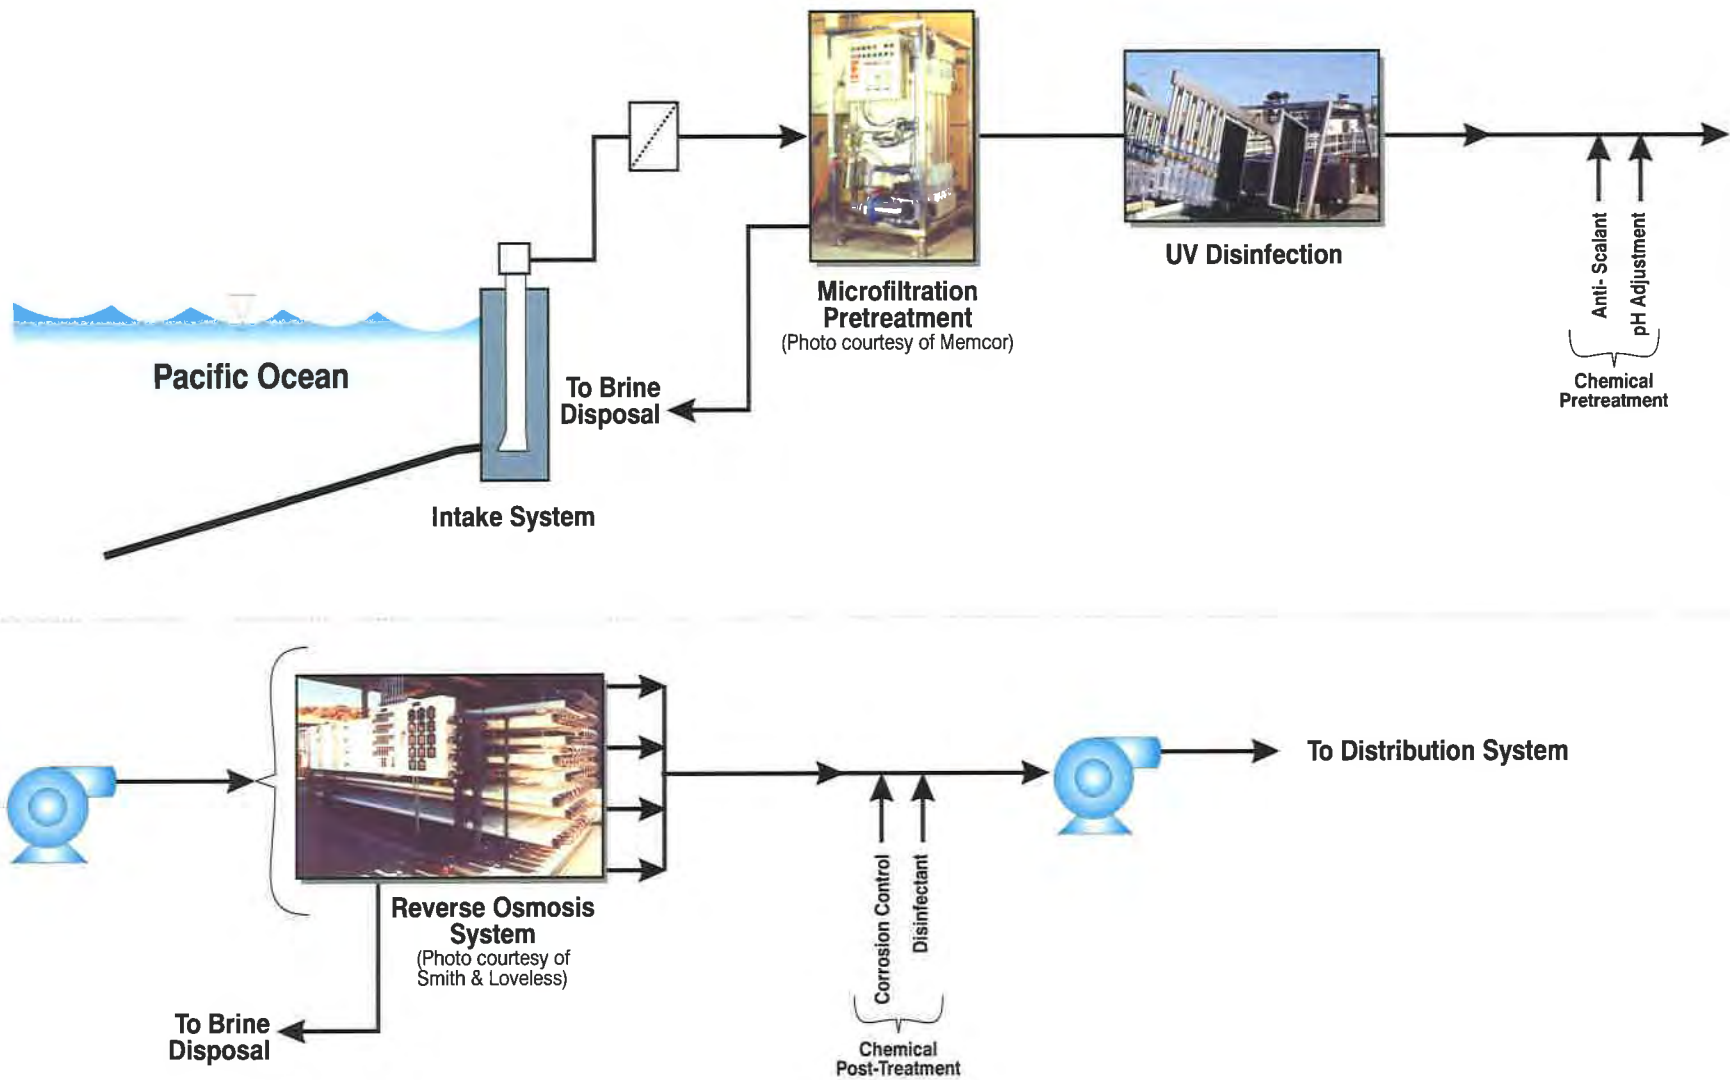 Pacific Ocean
Intake System
To Brine
Disposal
Microfiltration
Pretreatment
(Photo courtesy of Memcor)
UV Disinfection
Anti- Scalant
pH Adjustment
Chemical
Pretreatment
Reverse Osmosis
System
(Photo courtesy of
Smith & Loveless)
To Brine
Disposal
Corrosion Control
Disinfectant
Chemical
Post-Treatment
To Distribution System